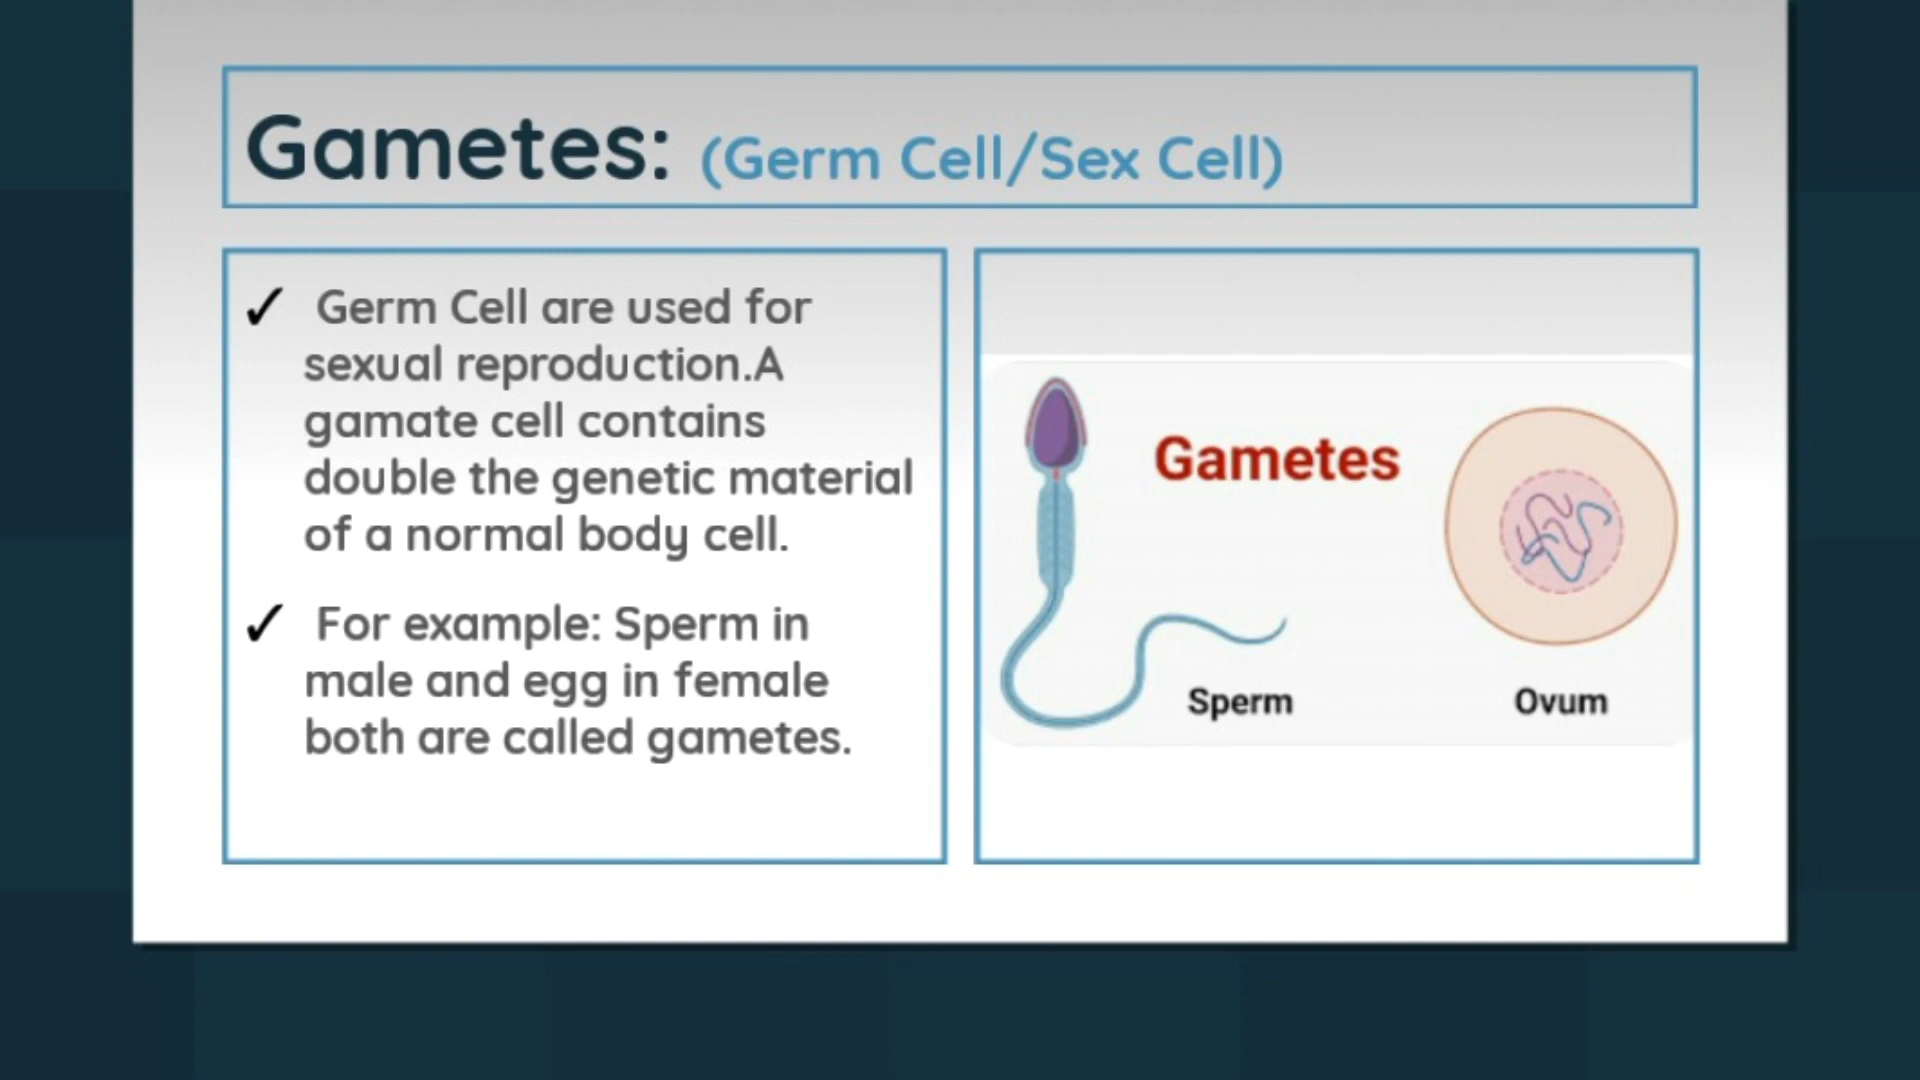 Gametes: (Germ Cell/Sex Cell)
✓ Germ Cell are used for
sexual reproduction.A
gamate cell contains
double the genetic material
of a normal body cell.
✓ For example: Sperm in
male and egg in female
both are called gametes.
Gametes
Sperm
Ovum